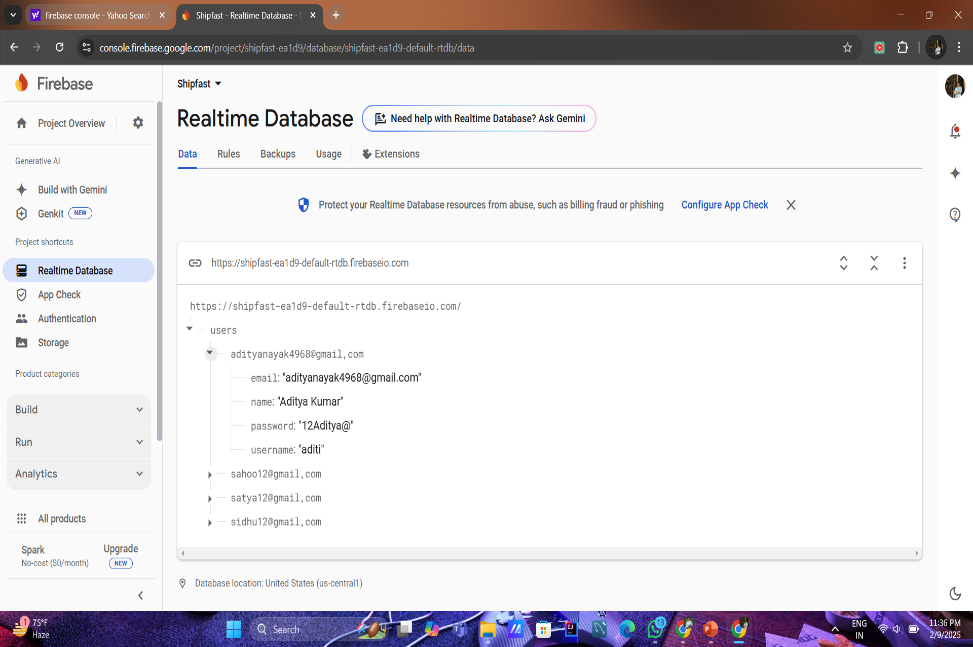 firebase console - Yahoo Searc
Shipfast - Realtime Database -
console.firebase.google.com/project/shipfast-ea1d9/database/shipfast-ea1d9-default-rtdb/data
Firebase
Project Overview
Generative AI
Build with Gemini
Genkit NEW
Project shortcuts
Realtime Database
App Check
Authentication
Storage
Product categories
Build
Run
Analytics
All products
Spark
No-cost ($0/month)
Upgrade
NEW
Shipfast
Realtime Database
Need help with Realtime Database? Ask Gemini
Data Rules Backups Usage Extensions
Protect your Realtime Database resources from abuse, such as billing fraud or phishing Configure App Check
https://shipfast-ea1d9-default-rtdb.firebaseio.com
https://shipfast-ea1d9-default-rtdb.firebaseio.com/
users
adityanayak4968@gmail,com
email: "adityanayak4968@gmail.com"
name: "Aditya Kumar"
password: "12Aditya@"
username: "aditi"
sahoo12@gmail,com
satya12@gmail,com
sidhu12@gmail,com
Database location: United States (us-central1)
1
75°F
Haze
Search
13
ENG
IN
11:36 PM
2/9/2025